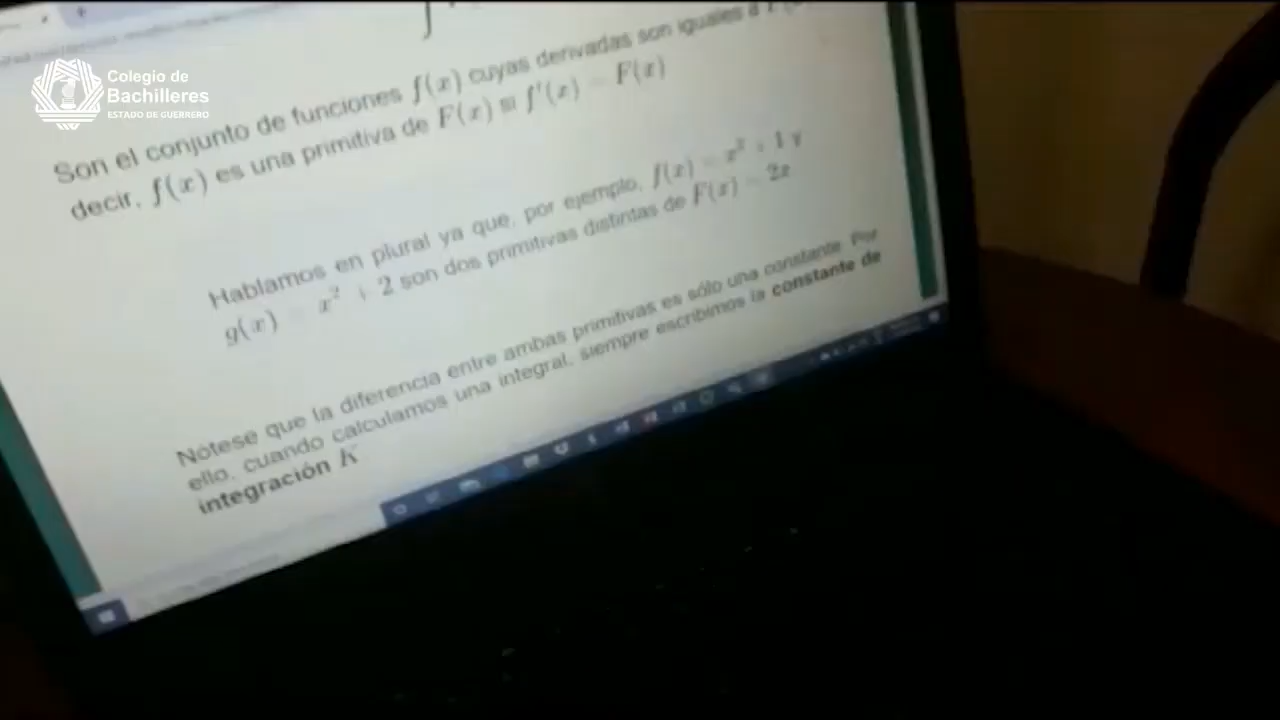 Colegio de
Bachilleres
ESTADO DE GUERRERO
Son el conjunto de funciones f(x) cuyas derivadas son iguales a F(
decir, f(x) es una primitiva de F(x) si f'(x) = F(x)
Hablamos en plural ya que, por ejemplo, f(x) = x² + 1 y
g(x) = x² + 2 son dos primitivas distintas de F(x) = 2x
Nótese que la diferencia entre ambas primitivas es sólo una constante. Por
ello, cuando calculamos una integral, siempre escribimos la constante de
integración K